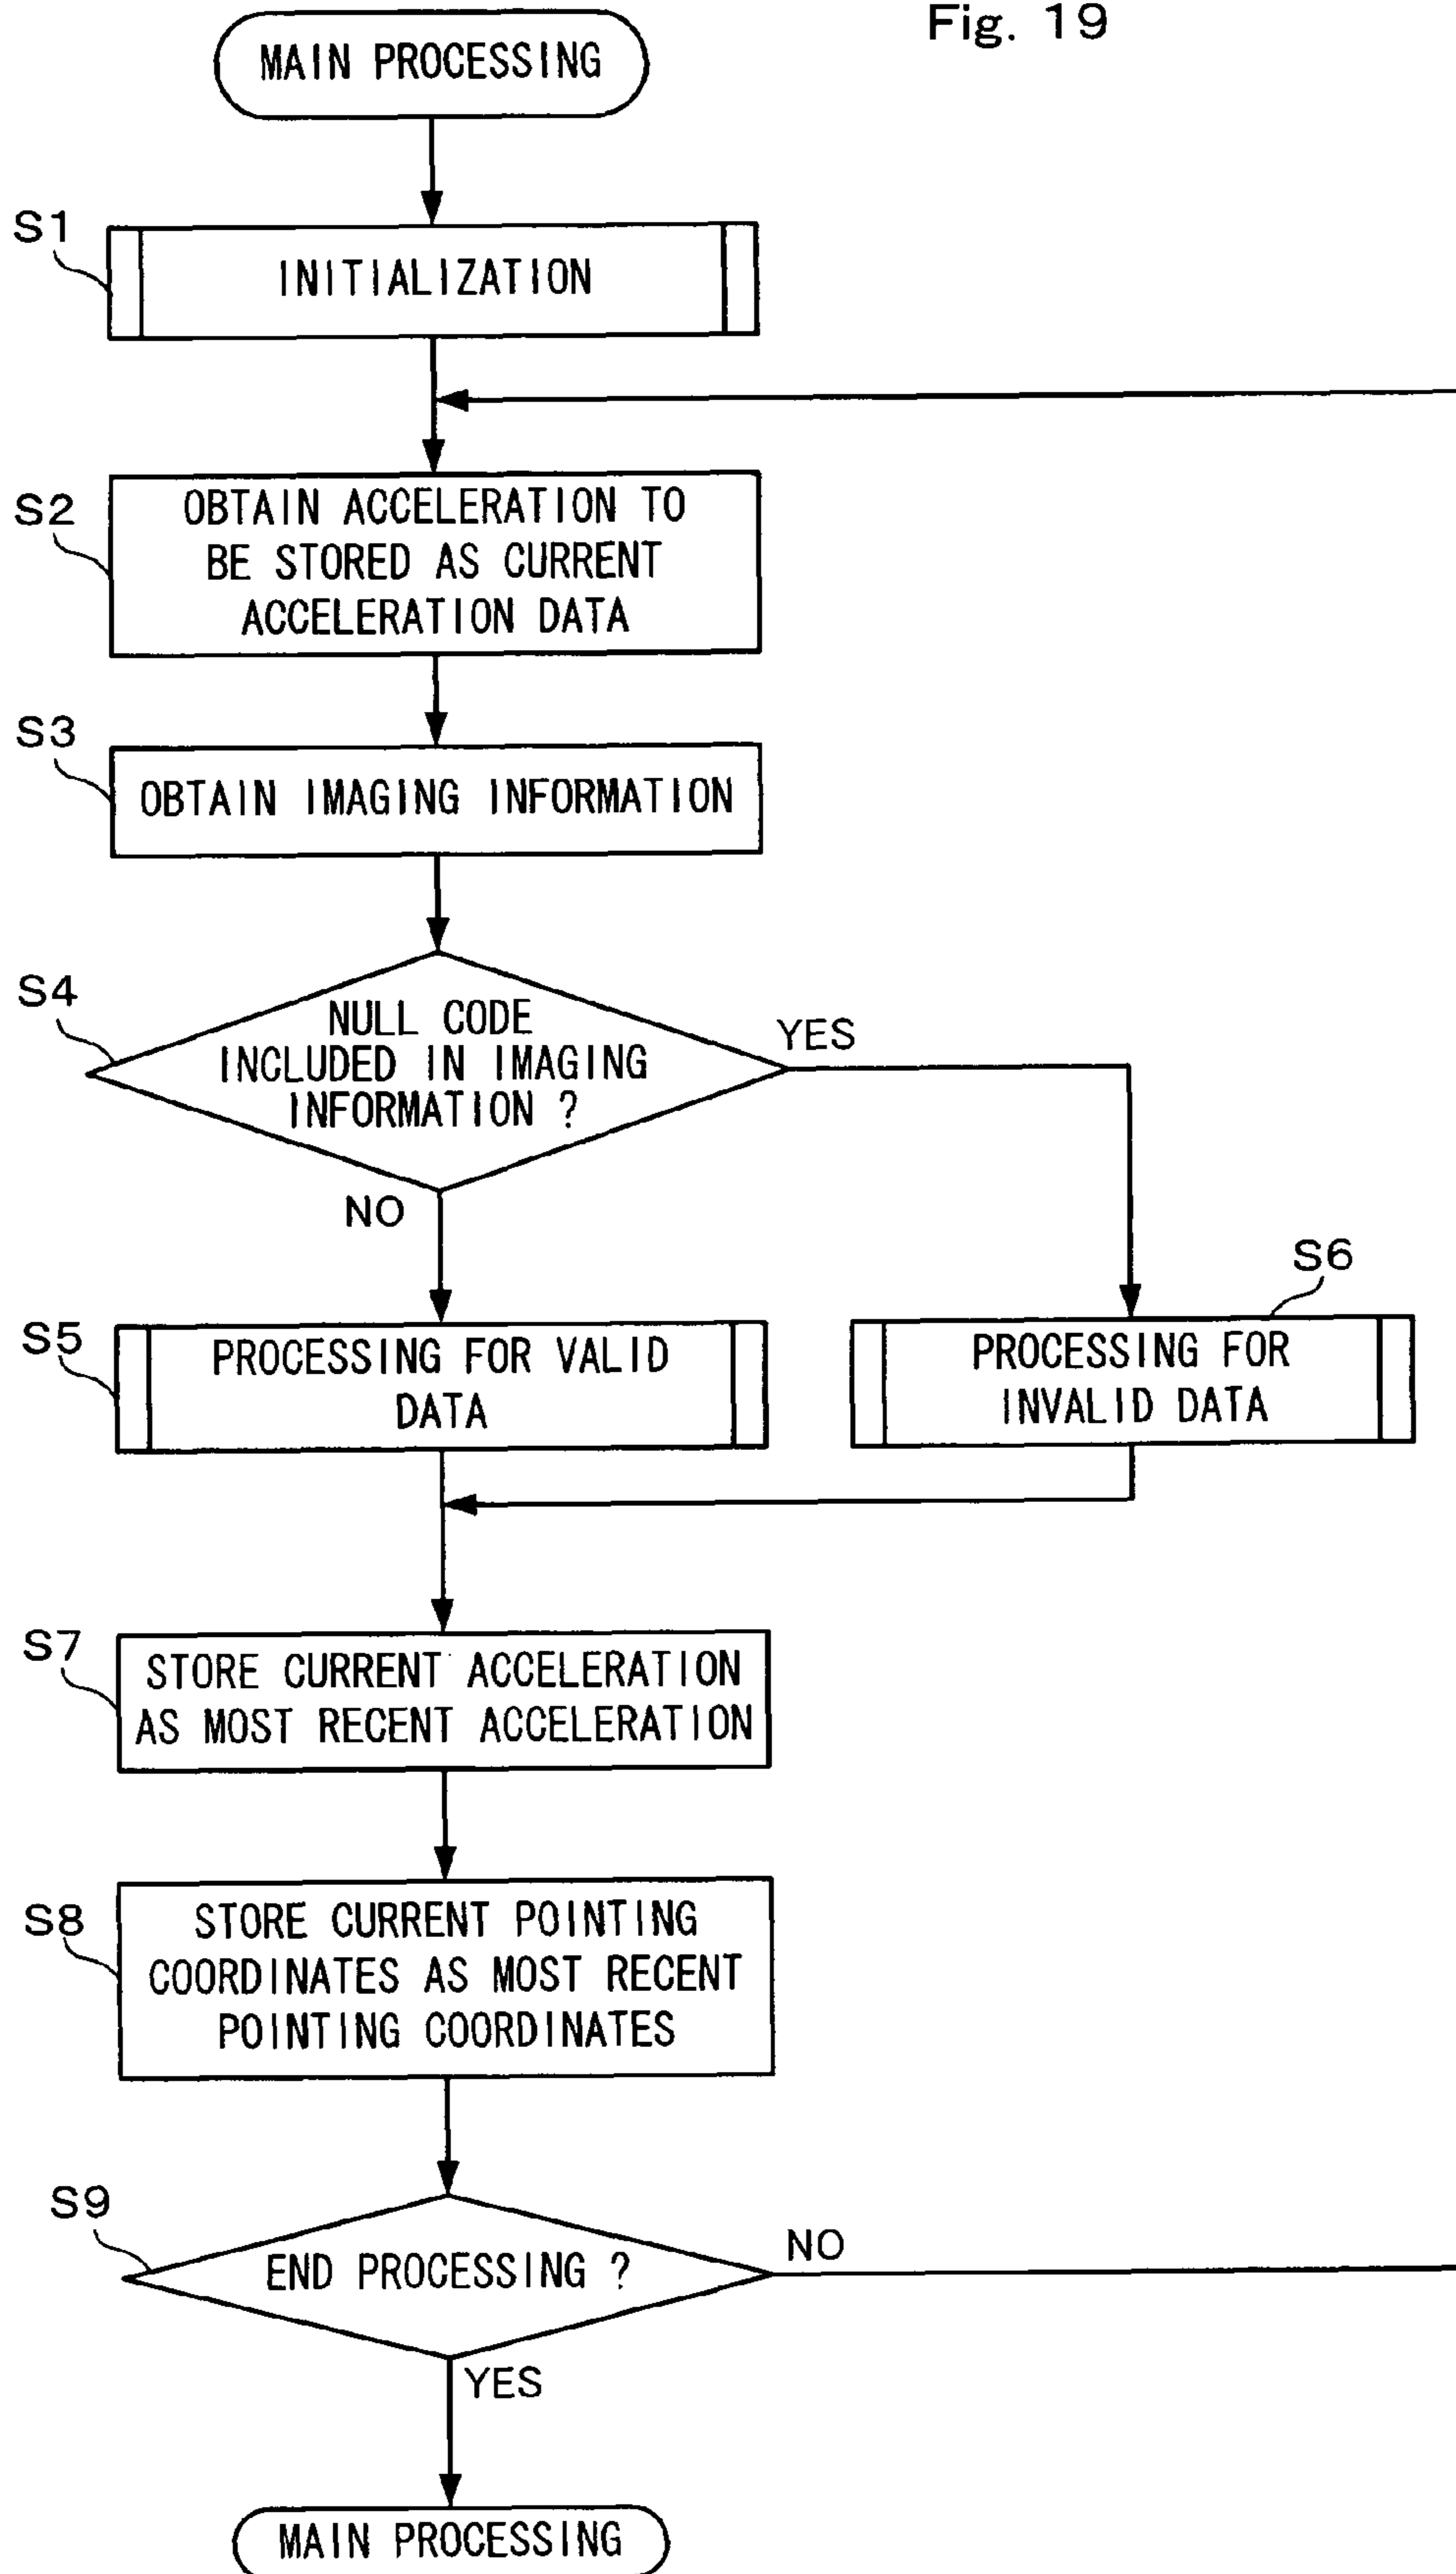 Fig. 19
MAIN PROCESSING
S1
INITIALIZATION
S2
OBTAIN ACCELERATION TO
BE STORED AS CURRENT
ACCELERATION DATA
S3
OBTAIN IMAGING INFORMATION
S4
NULL CODE
INCLUDED IN IMAGING
INFORMATION ?
YES
NO
S5
PROCESSING FOR VALID
DATA
S6
PROCESSING FOR
INVALID DATA
S7
STORE CURRENT ACCELERATION
AS MOST RECENT ACCELERATION
S8
STORE CURRENT POINTING
COORDINATES AS MOST RECENT
POINTING COORDINATES
S9
END PROCESSING ?
NO
YES
MAIN PROCESSING